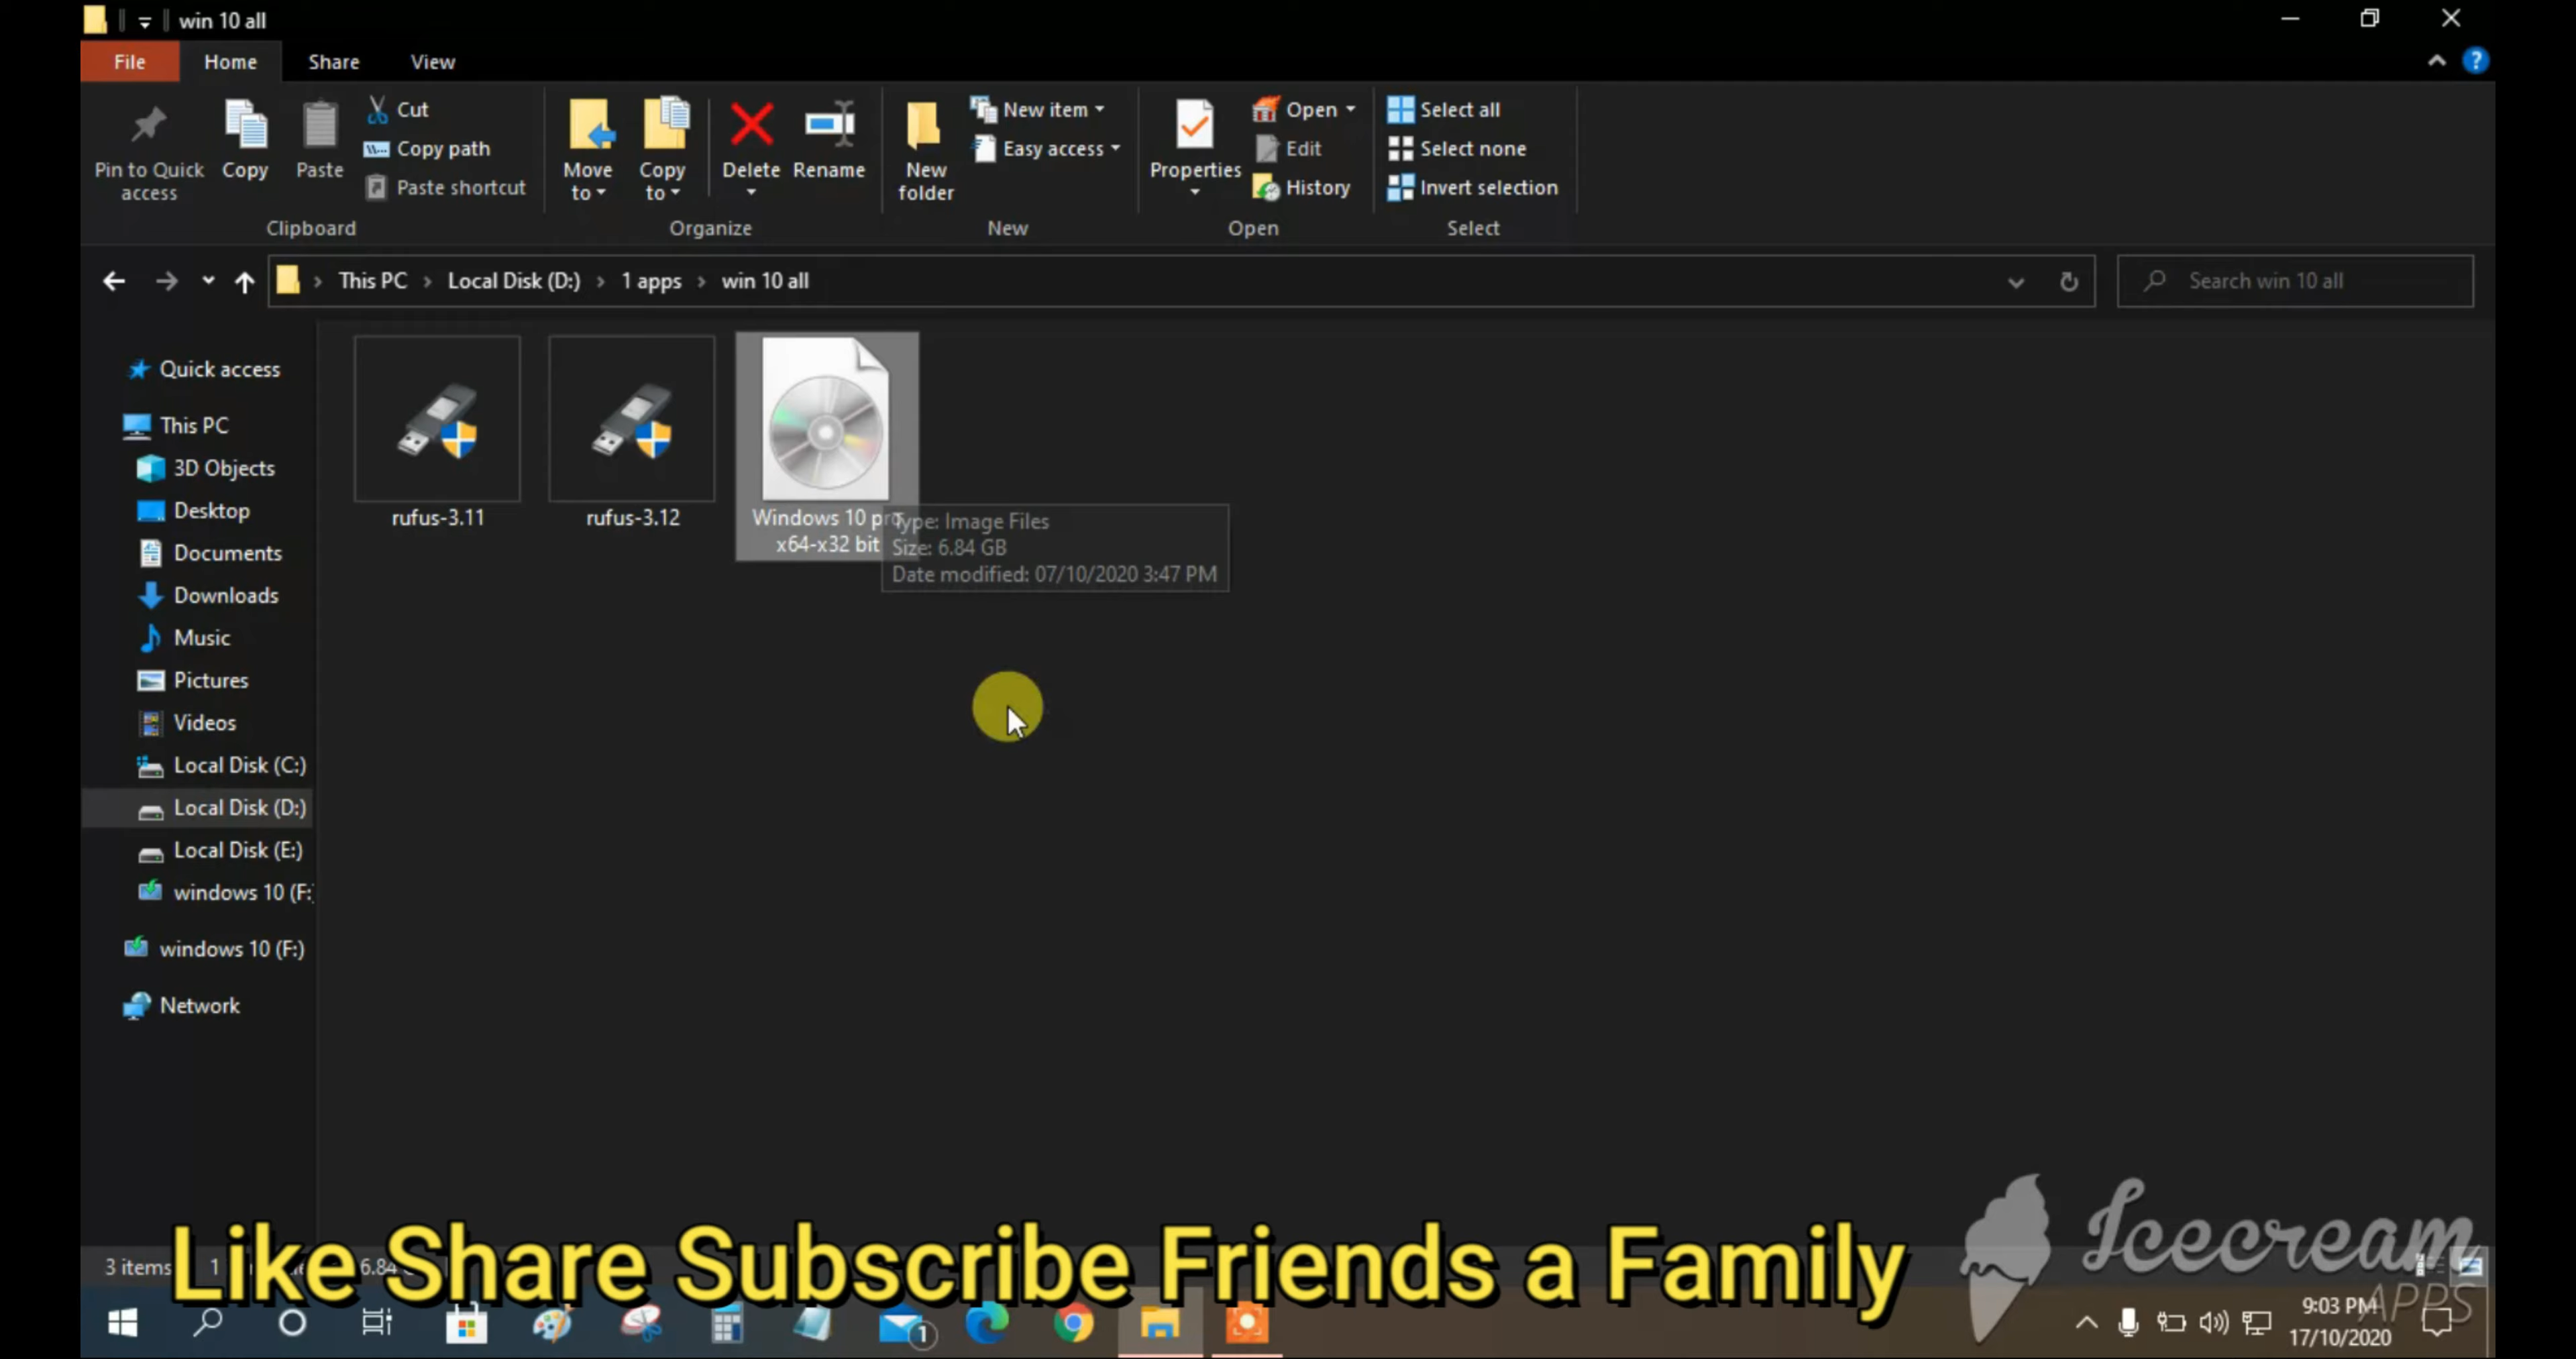 win 10 all
File Home Share View
Pin to Quick access
Copy
Paste
Cut
Copy path
Paste shortcut
Clipboard
Move to
Copy to
Delete
Rename
Organize
New folder
New item
Easy access
New
Properties
Open
Edit
History
Open
Select all
Select none
Invert selection
Select
This PC › Local Disk (D:) › 1 apps › win 10 all
Search win 10 all
Quick access
This PC
3D Objects
Desktop
Documents
Downloads
Music
Pictures
Videos
Local Disk (C:)
Local Disk (D:)
Local Disk (E:)
windows 10 (F:
windows 10 (F:)
Network
rufus-3.11
rufus-3.12
Windows 10 pro
x64-x32 bit
Type: Image Files
Size: 6.84 GB
Date modified: 07/10/2020 3:47 PM
3 items 1 6.84
Like Share Subscribe Friends a Family
Icecream
APPS
1
9:03 PM
17/10/2020